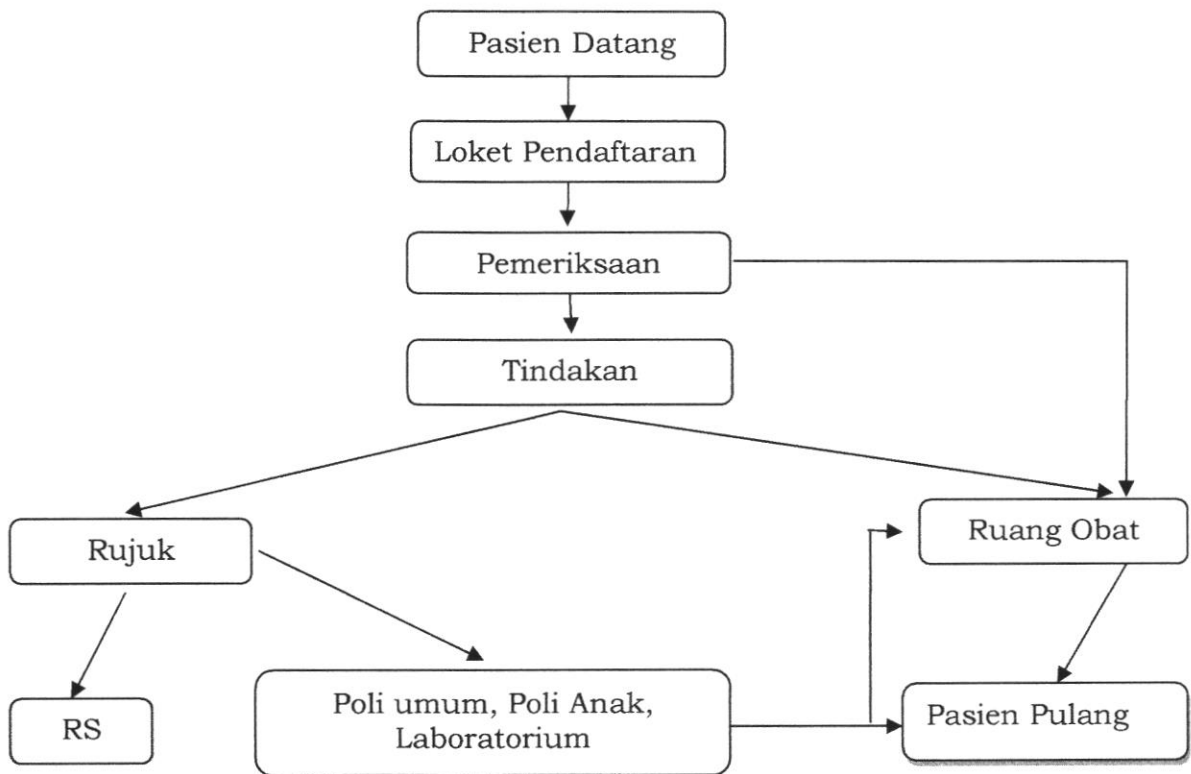 Pasien Datang
Loket Pendaftaran
Pemeriksaan
Tindakan
Rujuk
Ruang Obat
RS
Poli umum, Poli Anak,
Laboratorium
Pasien Pulang